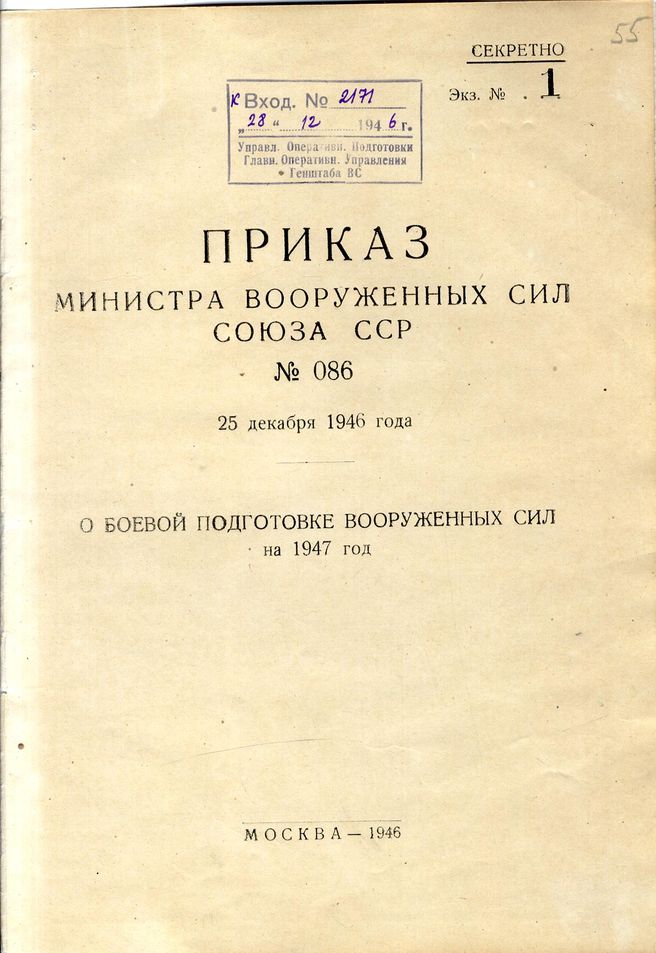 55
СЕКРЕТНО
Экз. № 1
к Вход. № 2171
„28“ 12 1946 г.
Управл. Оперативн. Подготовки
Главн. Оперативн. Управления
Генштаба ВС
ПРИКАЗ
МИНИСТРА ВООРУЖЕННЫХ СИЛ
СОЮЗА ССР
№ 086
25 декабря 1946 года
О БОЕВОЙ ПОДГОТОВКЕ ВООРУЖЕННЫХ СИЛ
на 1947 год
МОСКВА — 1946